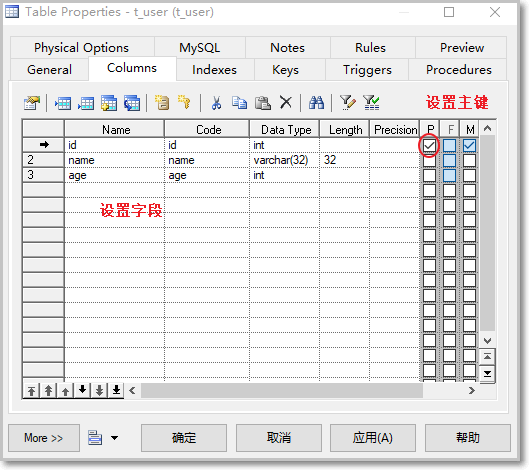 Table Properties - t_user (t_user)
Physical Options MySQL Notes Rules Preview
General Columns Indexes Keys Triggers Procedures
设置主键
Name Code Data Type Length Precision P F M
id id int
2 name name varchar(32) 32
3 age age int
设置字段
More >> 确定 取消 应用(A) 帮助